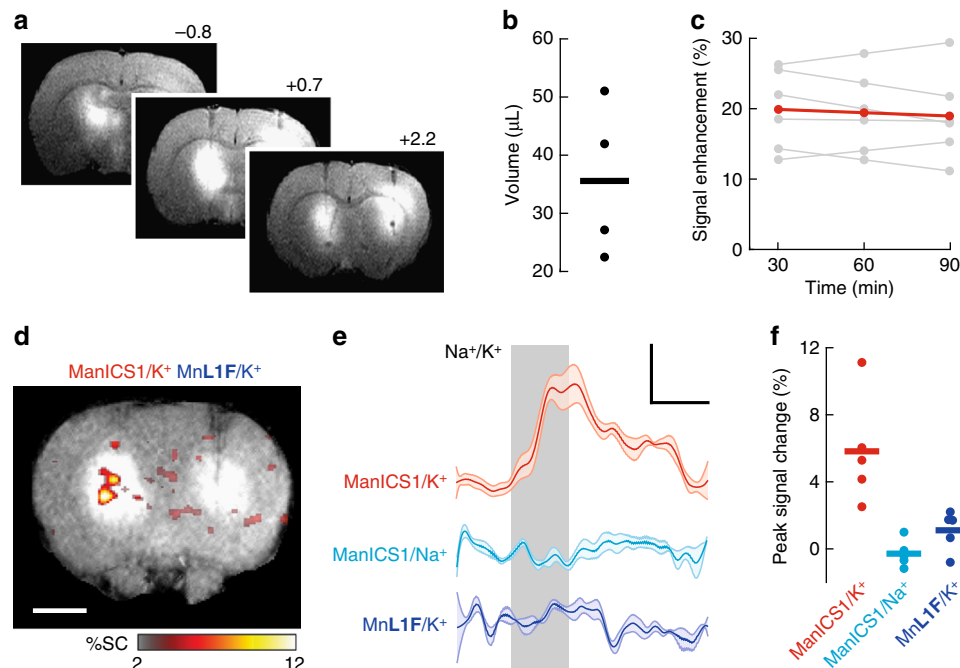 a
−0.8
+0.7
+2.2
b
Volume (μL)
60
50
40
30
20
c
Signal enhancement (%)
30
20
10
0
30
60
90
Time (min)
d
ManICS1/K⁺ MnL1F/K⁺
%SC
2
12
e
Na⁺/K⁺
ManICS1/K⁺
ManICS1/Na⁺
MnL1F/K⁺
f
Peak signal change (%)
12
8
4
0
ManICS1/K⁺
ManICS1/Na⁺
MnL1F/K⁺